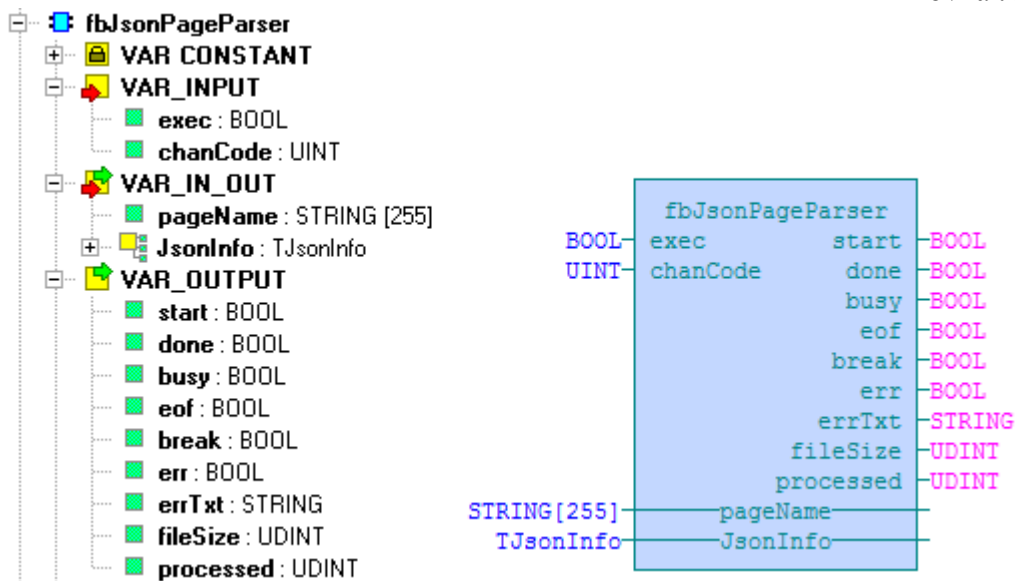 fbJsonPageParser
VAR CONSTANT
VAR_INPUT
exec : BOOL
chanCode : UINT
VAR_IN_OUT
pageName : STRING [255]
JsonInfo : TJsonInfo
VAR_OUTPUT
start : BOOL
done : BOOL
busy : BOOL
eof : BOOL
break : BOOL
err : BOOL
errTxt : STRING
fileSize : UDINT
processed : UDINT
fbJsonPageParser
BOOL exec start BOOL
UINT chanCode done BOOL
busy BOOL
eof BOOL
break BOOL
err BOOL
errTxt STRING
fileSize UDINT
processed UDINT
STRING[255] pageName
TJsonInfo JsonInfo